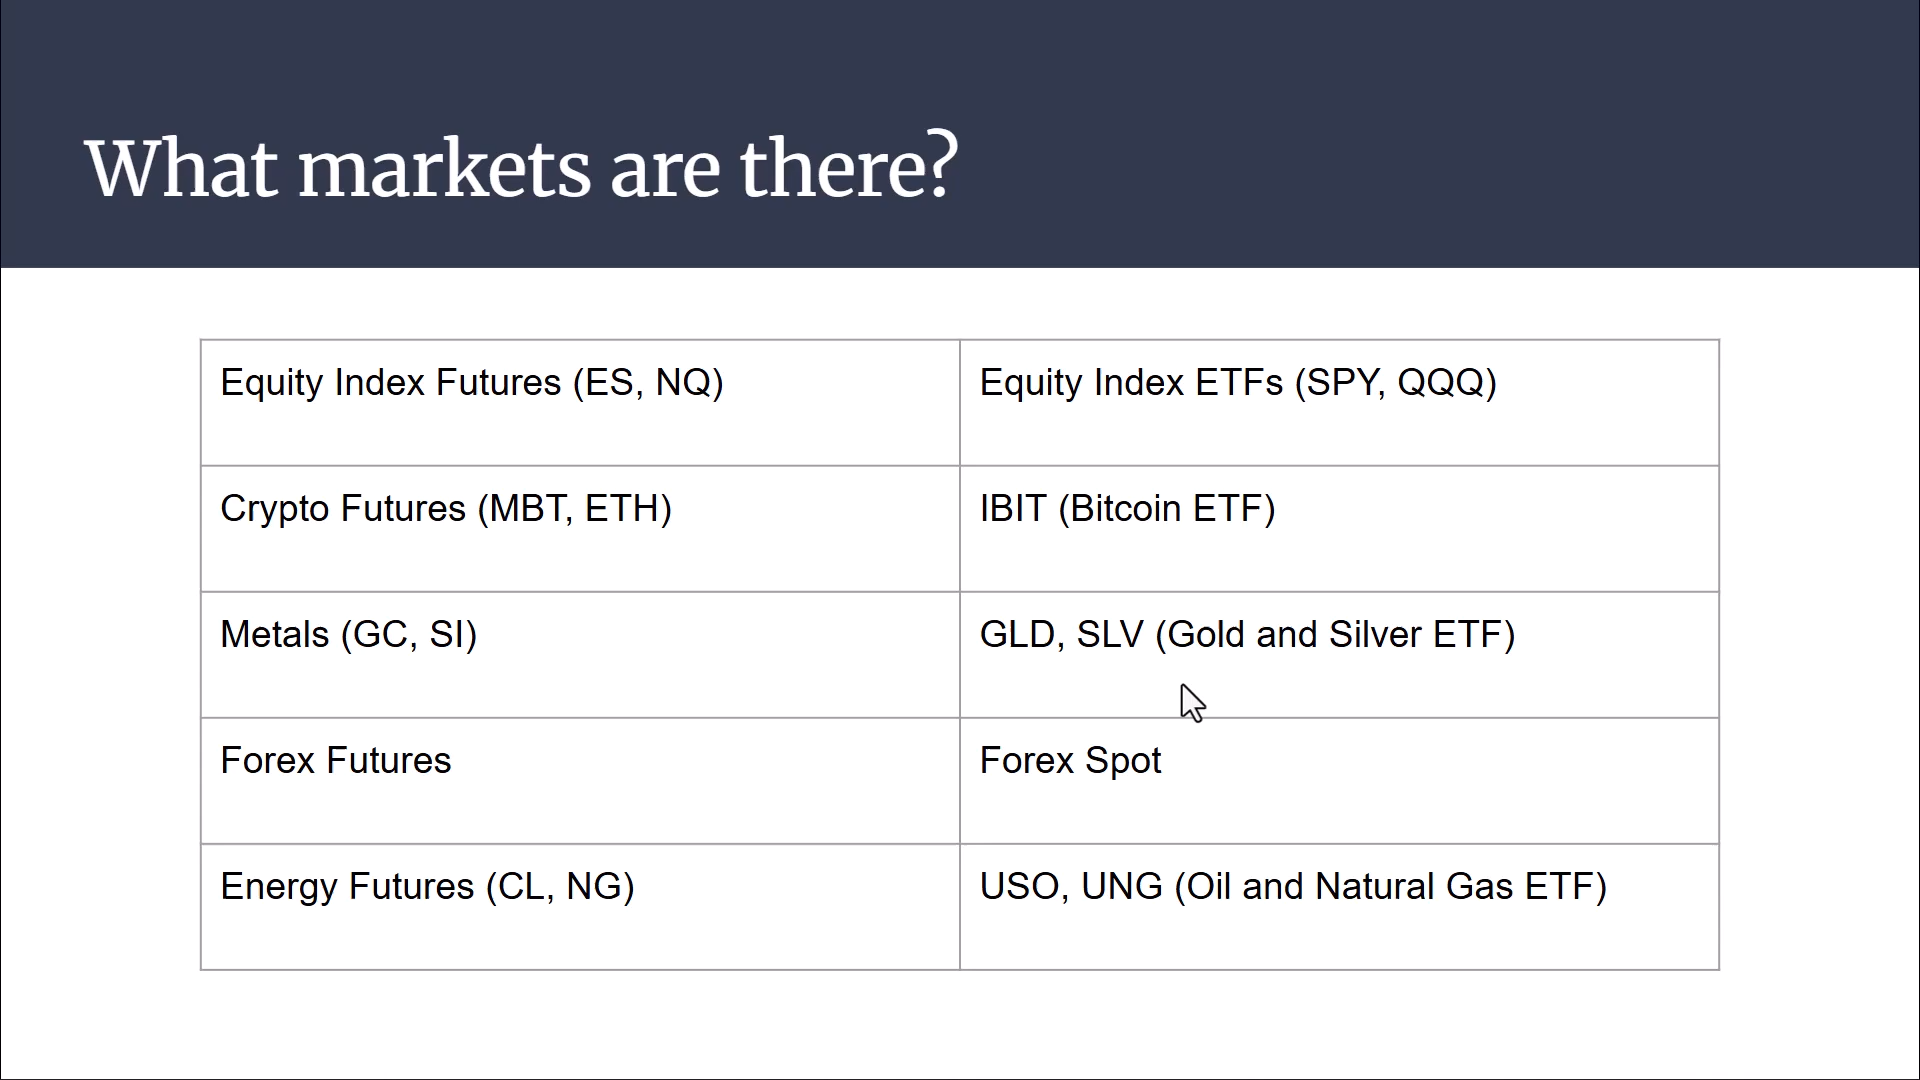 What markets are there?
Equity Index Futures (ES, NQ)
Equity Index ETFs (SPY, QQQ)
Crypto Futures (MBT, ETH)
IBIT (Bitcoin ETF)
Metals (GC, SI)
GLD, SLV (Gold and Silver ETF)
Forex Futures
Forex Spot
Energy Futures (CL, NG)
USO, UNG (Oil and Natural Gas ETF)